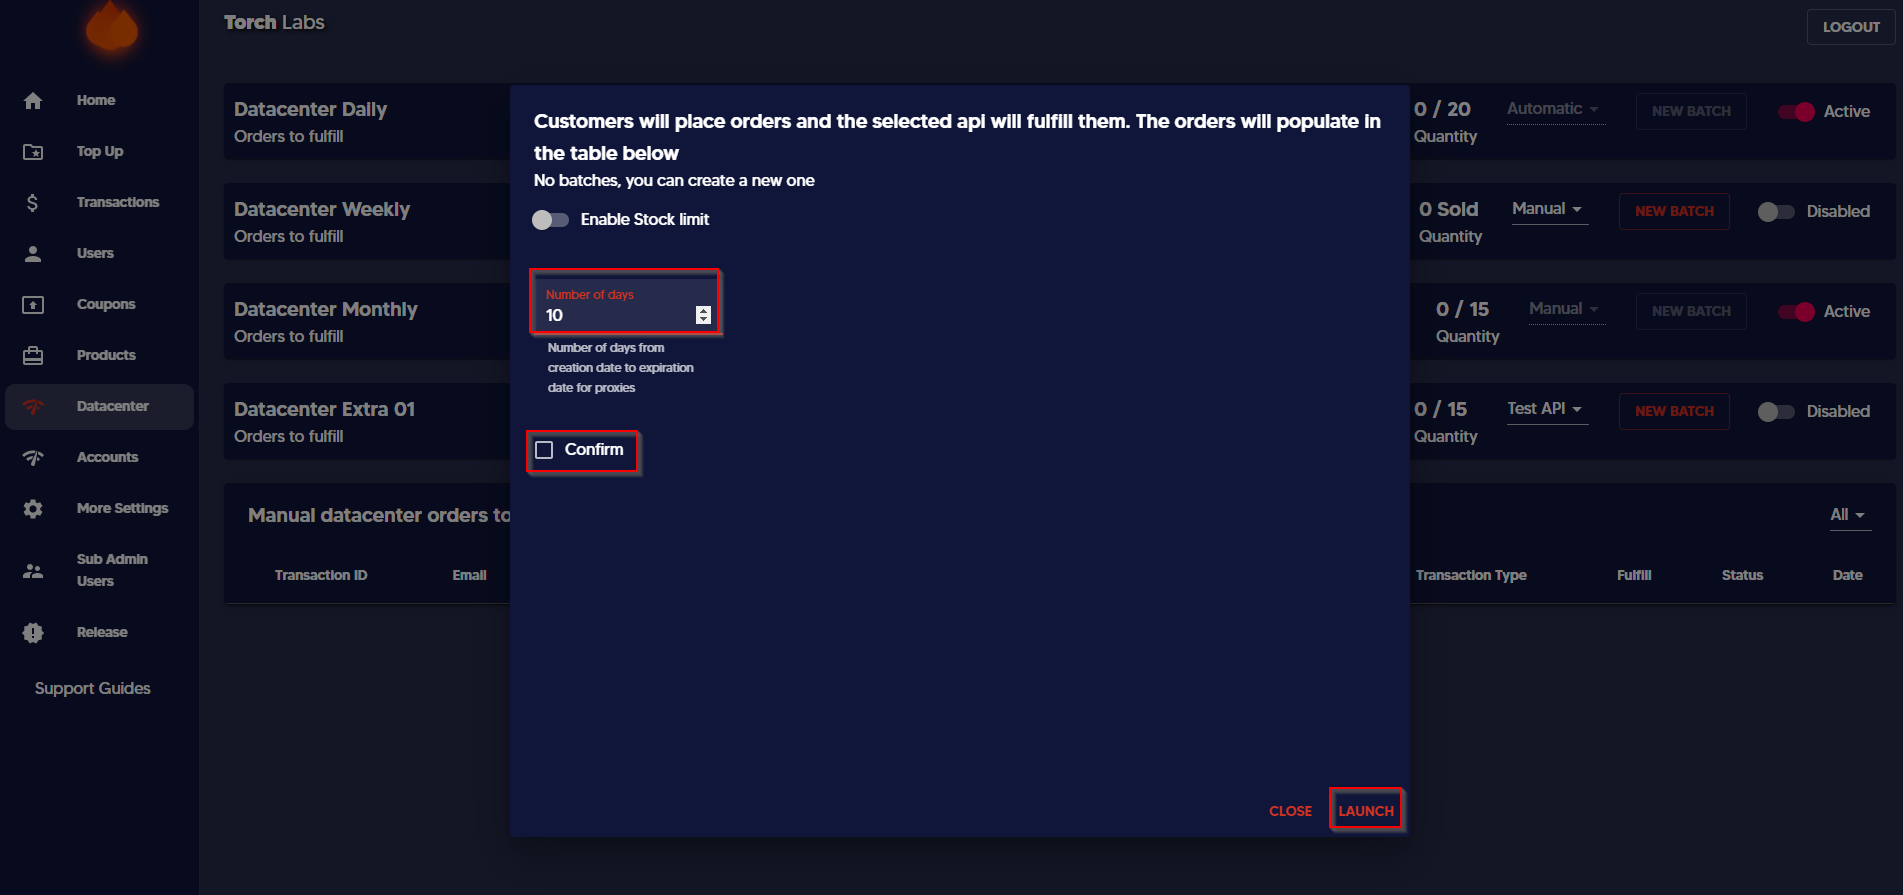 Torch Labs
LOGOUT
Home
Top Up
Transactions
Users
Coupons
Products
Datacenter
Accounts
More Settings
Sub Admin
Users
Release
Support Guides
Datacenter Daily
Orders to fulfill
0 / 20
Quantity
Automatic
NEW BATCH
Active
Datacenter Weekly
Orders to fulfill
0 Sold
Quantity
Manual
NEW BATCH
Disabled
Datacenter Monthly
Orders to fulfill
0 / 15
Quantity
Manual
NEW BATCH
Active
Datacenter Extra 01
Orders to fulfill
0 / 15
Quantity
Test API
NEW BATCH
Disabled
Manual datacenter orders to
All
Transaction ID
Email
Transaction Type
Fulfill
Status
Date
Customers will place orders and the selected api will fulfill them. The orders will populate in
the table below
No batches, you can create a new one
Enable Stock limit
Number of days
10
Number of days from
creation date to expiration
date for proxies
Confirm
CLOSE
LAUNCH